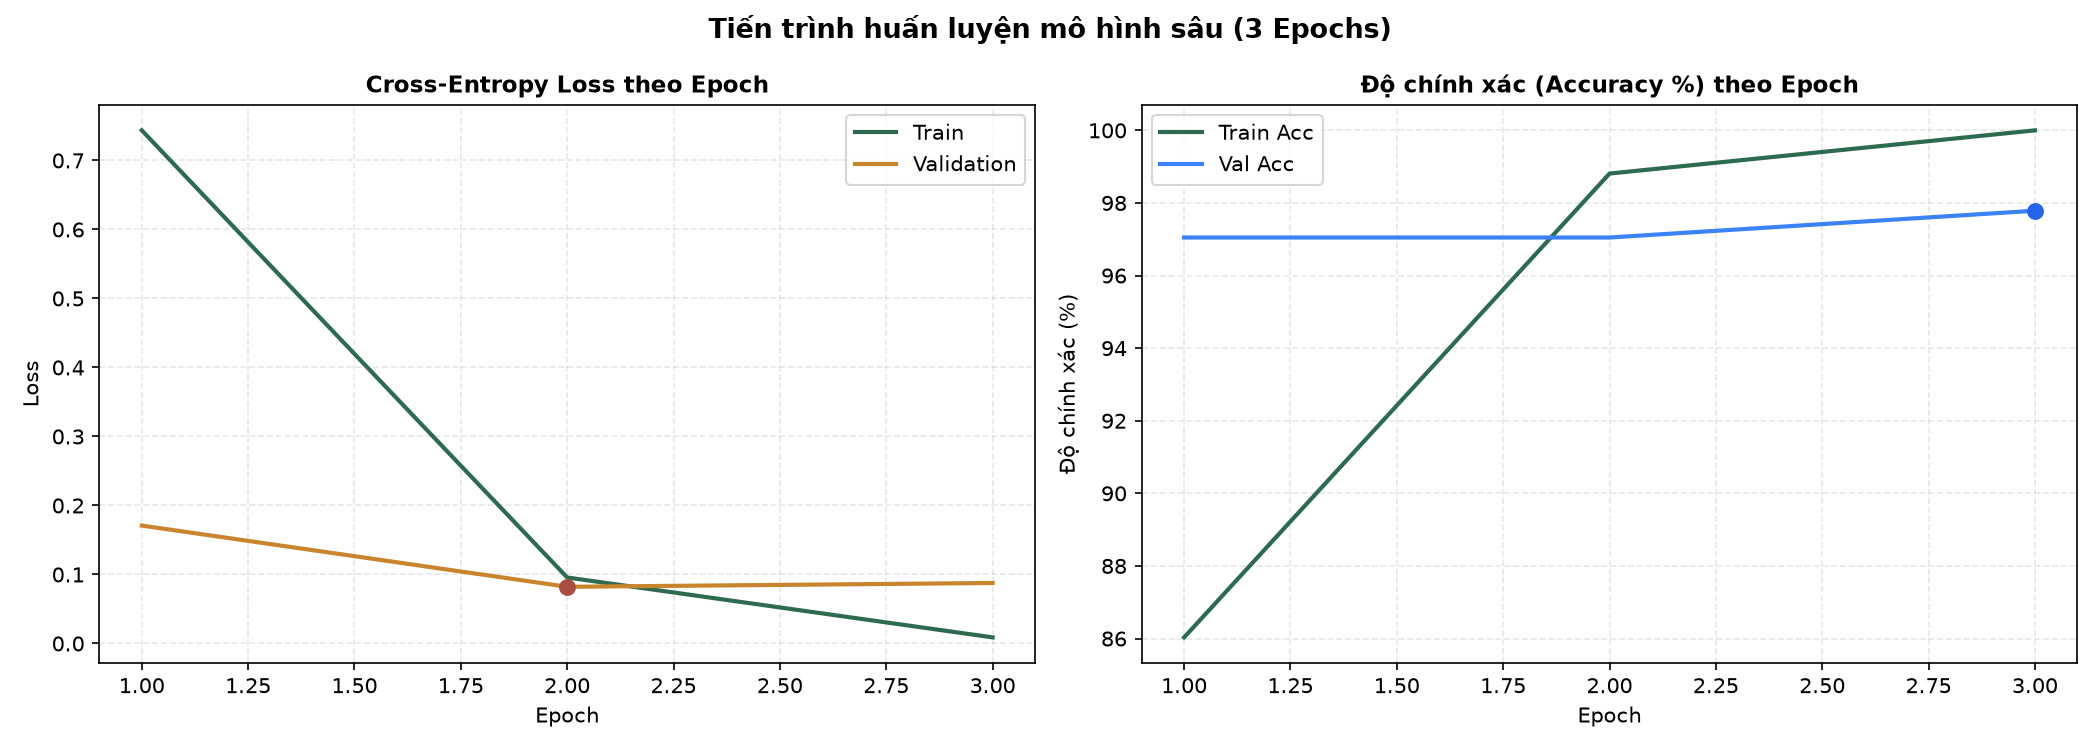 Tiến trình huấn luyện mô hình sâu (3 Epochs)
Cross-Entropy Loss theo Epoch
Train
Validation
Loss
0.7
0.6
0.5
0.4
0.3
0.2
0.1
0.0
1.00 1.25 1.50 1.75 2.00 2.25 2.50 2.75 3.00
Epoch
Độ chính xác (Accuracy %) theo Epoch
Train Acc
Val Acc
Độ chính xác (%)
100
98
96
94
92
90
88
86
1.00 1.25 1.50 1.75 2.00 2.25 2.50 2.75 3.00
Epoch